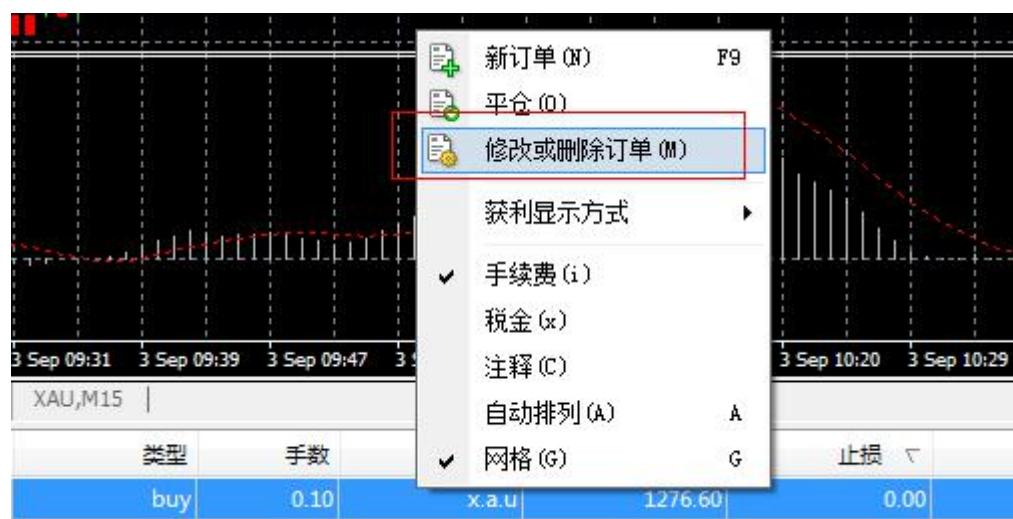 新订单(N) F9
平仓(O)
修改或删除订单(M)
获利显示方式
手续费(i)
税金(x)
注释(C)
自动排列(A) A
网格(G) G
3 Sep 09:31 3 Sep 09:39 3 Sep 09:47 3 3 Sep 10:20 3 Sep 10:29
XAU,M15
类型 手数 止损
buy 0.10 x.a.u 1276.60 0.00